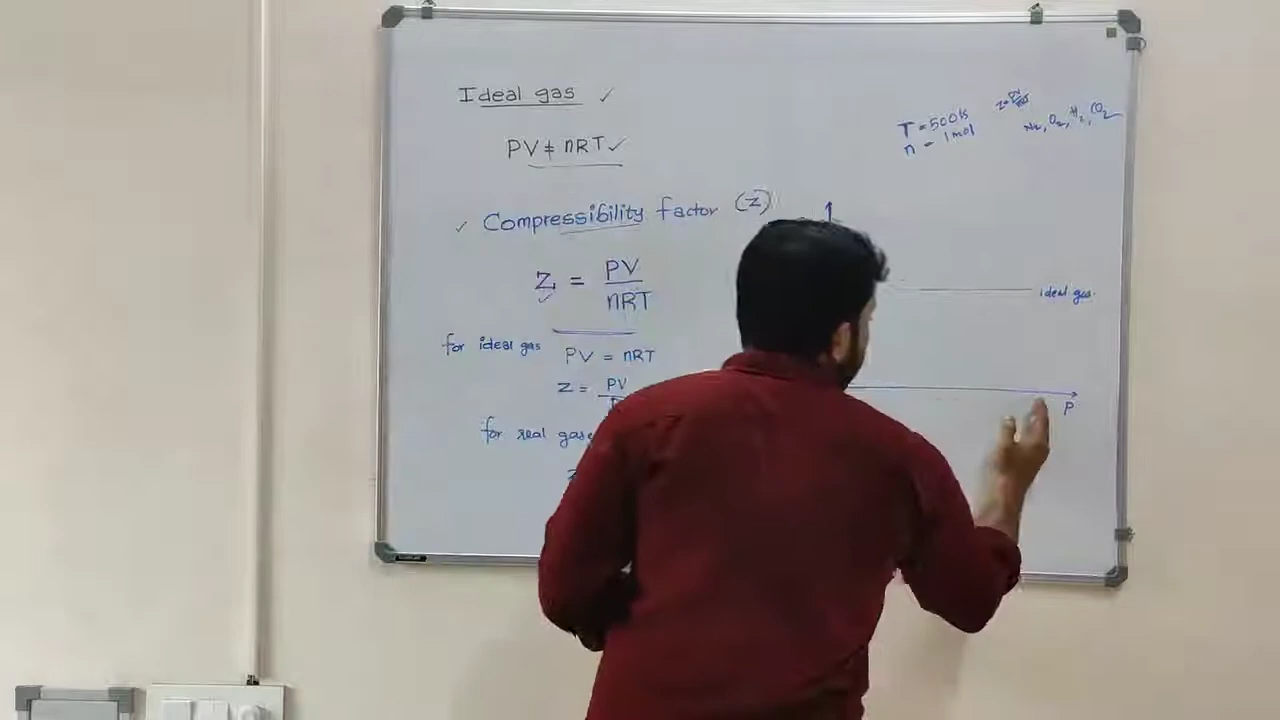 Ideal gas ✓
PV ≠ nRT ✓
✓ Compressibility factor (z)
Z = PV / nRT
for ideal gas
PV = nRT
Z = PV
for real gase
T = 500k
n = 1 mol
N₂, O₂, H₂, CO₂
ideal gas.
P